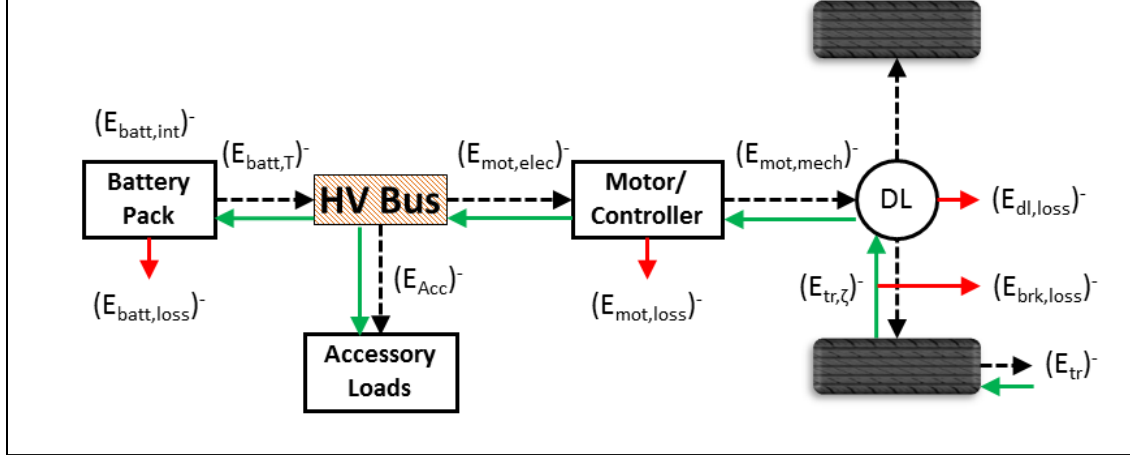 (E_batt,int)⁻
(E_batt,T)⁻
(E_mot,elec)⁻
(E_mot,mech)⁻
Battery
Pack
HV Bus
Motor/
Controller
DL
(E_dl,loss)⁻
(E_batt,loss)⁻
(E_Acc)⁻
(E_mot,loss)⁻
(E_tr,ζ)⁻
(E_brk,loss)⁻
Accessory
Loads
(E_tr)⁻